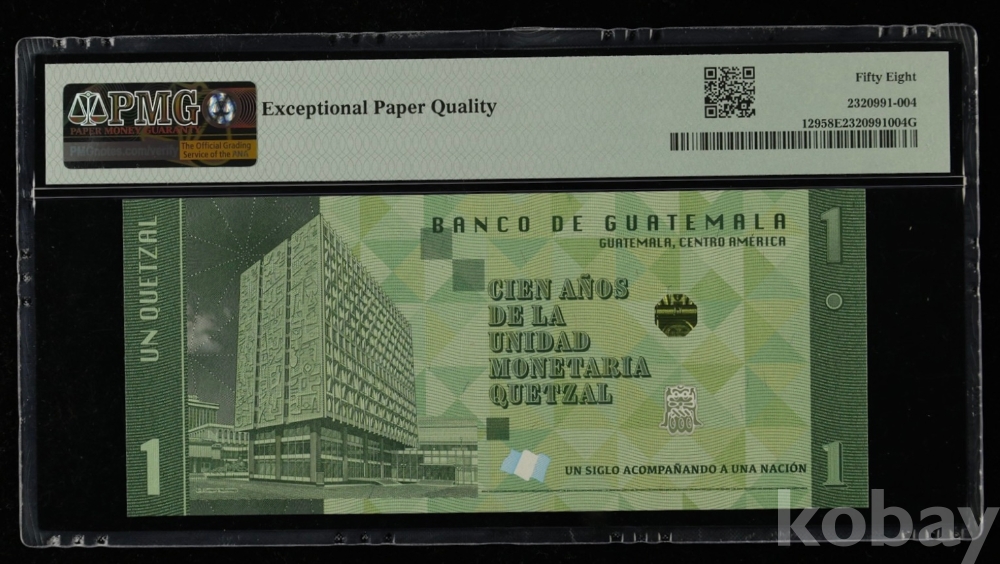 PMG
PAPER MONEY GUARANTY
The Official Grading
Service of the ANA
Exceptional Paper Quality
Fifty Eight
2320991-004
12958E2320991004G
UN QUETZAL
1
BANCO DE GUATEMALA
GUATEMALA, CENTRO AMÉRICA
CIEN AÑOS
DE LA
UNIDAD
MONETARIA
QUETZAL
UN SIGLO ACOMPAÑANDO A UNA NACIÓN
1
1
kobay